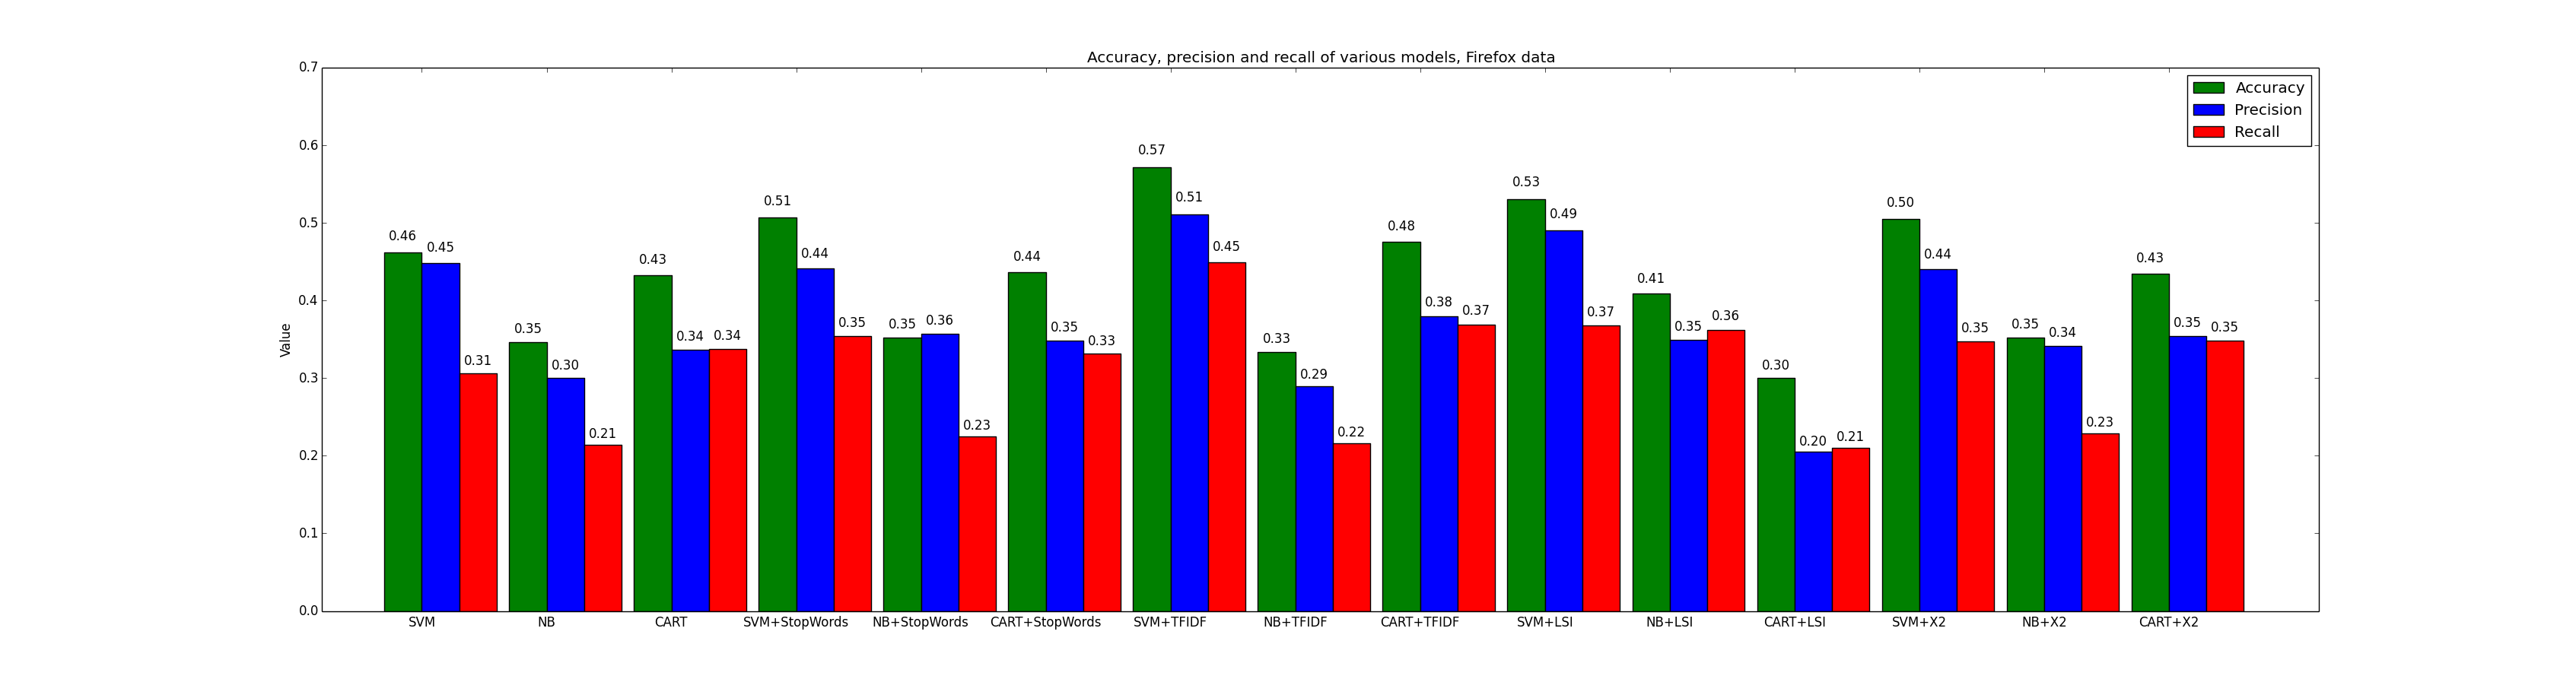 Accuracy, precision and recall of various models, Firefox data
Accuracy
Precision
Recall
Value
0.7
0.6
0.5
0.4
0.3
0.2
0.1
0.0
0.46 0.45 0.31
0.35 0.30 0.21
0.43 0.34 0.34
0.51 0.44 0.35
0.35 0.36 0.23
0.44 0.35 0.33
0.57 0.51 0.45
0.33 0.29 0.22
0.48 0.38 0.37
0.53 0.49 0.37
0.41 0.35 0.36
0.30 0.20 0.21
0.50 0.44 0.35
0.35 0.34 0.23
0.43 0.35 0.35
SVM NB CART SVM+StopWords NB+StopWords CART+StopWords SVM+TFIDF NB+TFIDF CART+TFIDF SVM+LSI NB+LSI CART+LSI SVM+X2 NB+X2 CART+X2